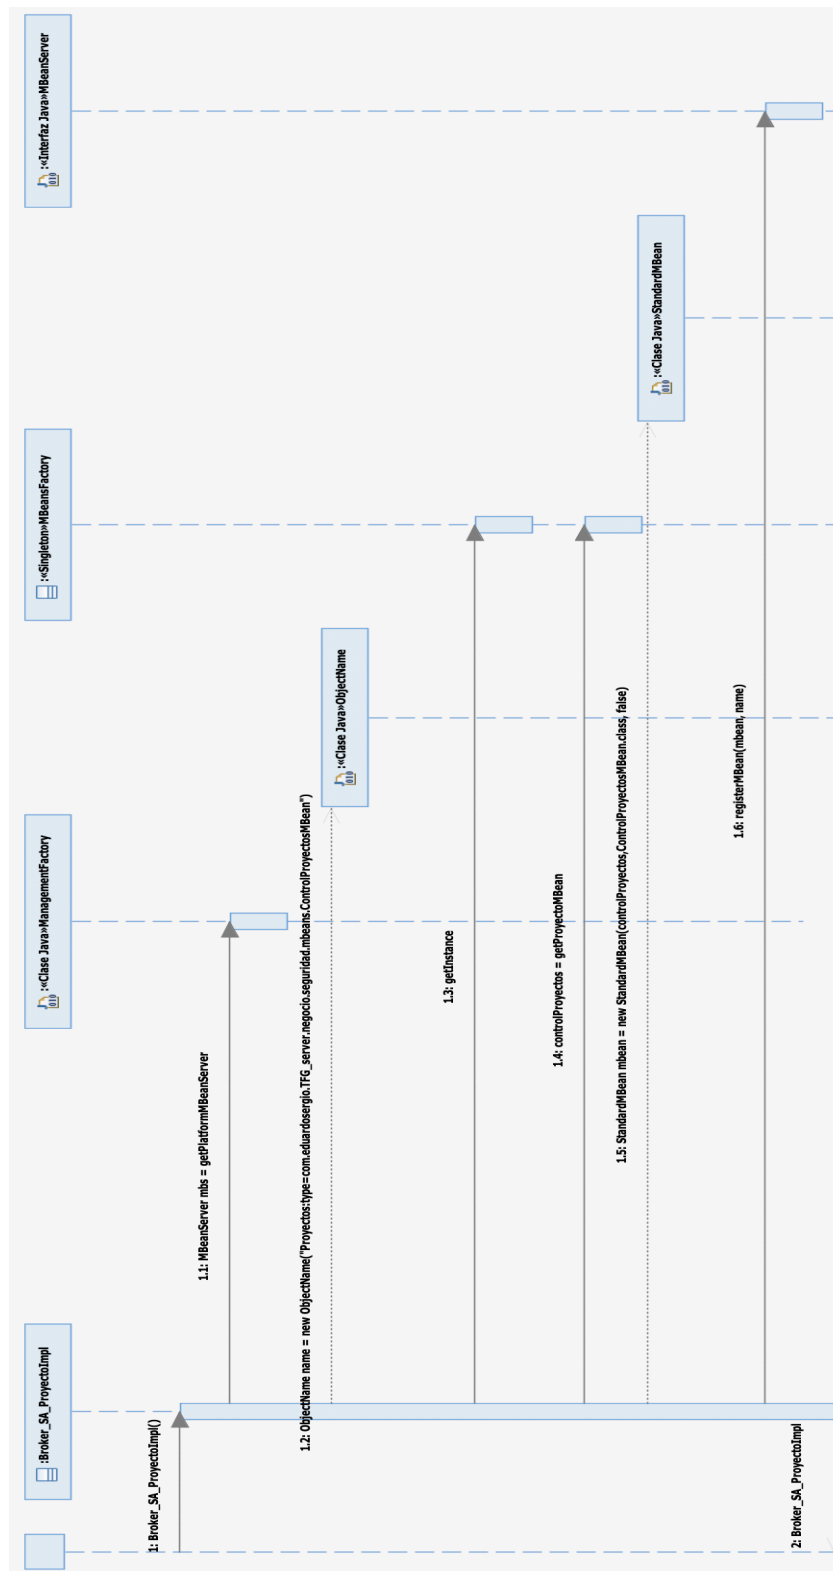 :Broker_SA_ProyectoImpl
:«Clase Java»ManagementFactory
:«Singleton»MBeansFactory
:«Interfaz Java»MBeanServer
1: Broker_SA_ProyectoImpl()
1.1: MBeanServer mbs = getPlatformMBeanServer
1.2: ObjectName name = new ObjectName("Proyectos:type=com.eduardosergio.TFG_server.negocio.seguridad.mbeans.ControlProyectosMBean")
:«Clase Java»ObjectName
1.3: getInstance
1.4: controlProyectos = getProyectoMBean
1.5: StandardMBean mbean = new StandardMBean(controlProyectos,ControlProyectosMBean.class, false)
:«Clase Java»StandardMBean
1.6: registerMBean(mbean, name)
2: Broker_SA_ProyectoImpl